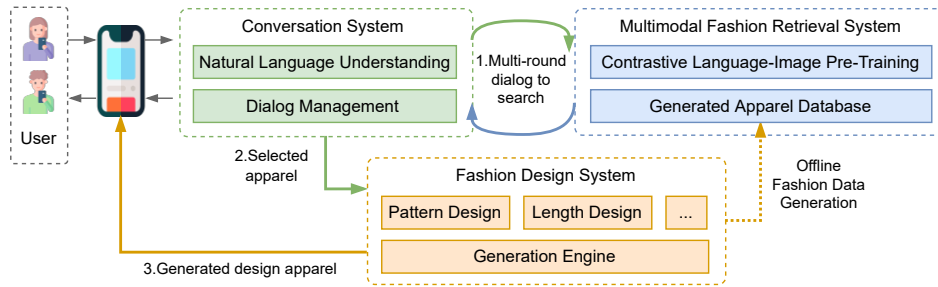 Conversation System
Multimodal Fashion Retrieval System
Natural Language Understanding
Dialog Management
1.Multi-round
dialog to
search
Contrastive Language-Image Pre-Training
Generated Apparel Database
User
2.Selected
apparel
Offline
Fashion Data
Generation
Fashion Design System
Pattern Design
Length Design
...
Generation Engine
3.Generated design apparel